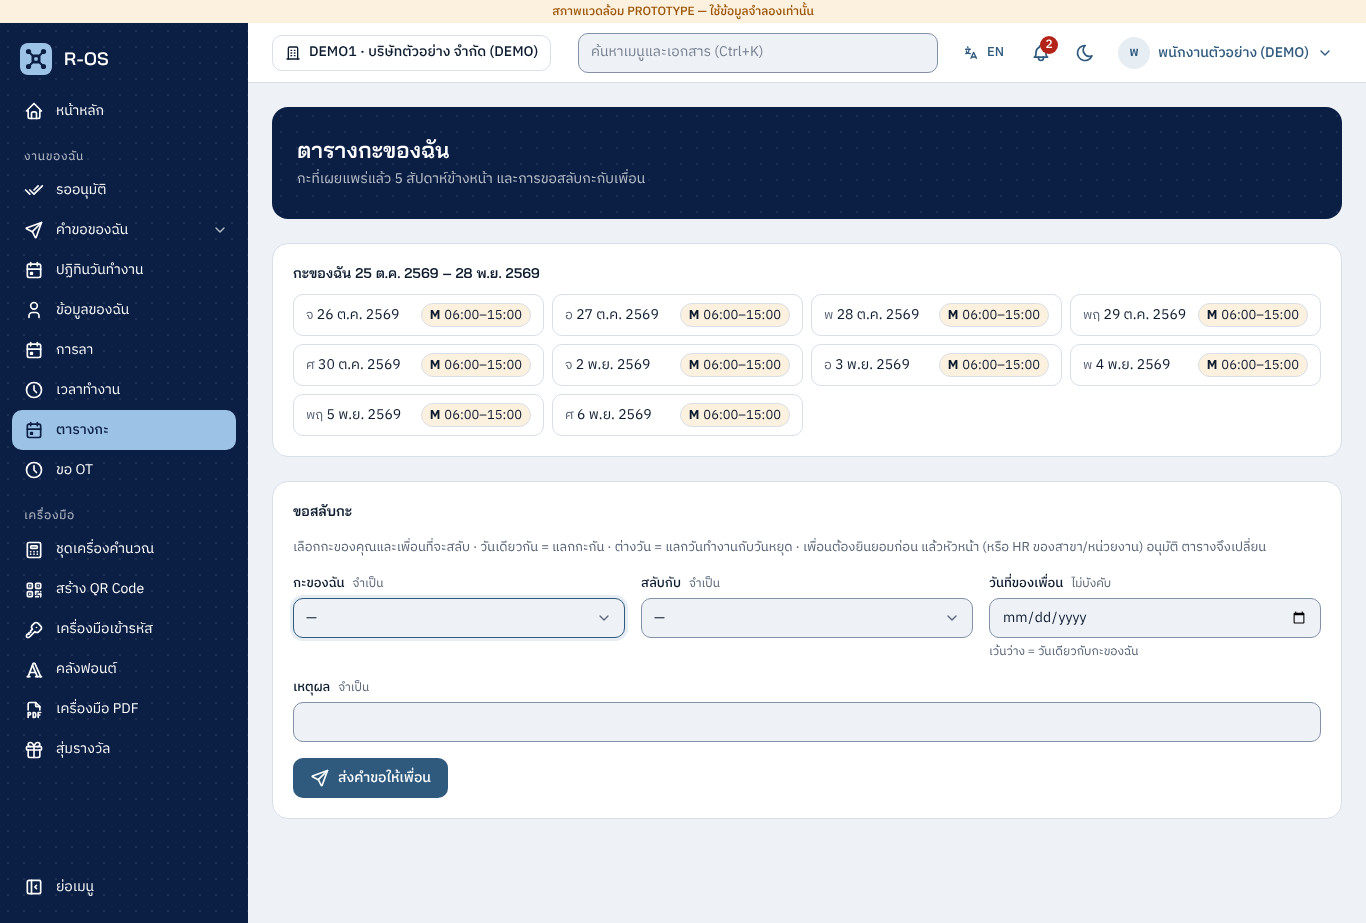 สภาพแวดล้อม PROTOTYPE — ใช้ข้อมูลจำลองเท่านั้น
R-OS
หน้าหลัก
งานของฉัน
รออนุมัติ
คำขอของฉัน
ปฏิทินวันทำงาน
ข้อมูลของฉัน
การลา
เวลาทำงาน
ตารางกะ
ขอ OT
เครื่องมือ
ชุดเครื่องคำนวณ
สร้าง QR Code
เครื่องมือเข้ารหัส
คลังฟอนต์
เครื่องมือ PDF
สุ่มรางวัล
ย่อเมนู
DEMO1 · บริษัทตัวอย่าง จำกัด (DEMO)
ค้นหาเมนูและเอกสาร (Ctrl+K)
EN
2
พ
พนักงานตัวอย่าง (DEMO)
ตารางกะของฉัน
กะที่เผยแพร่แล้ว 5 สัปดาห์ข้างหน้า และการขอสลับกะกับเพื่อน
กะของฉัน 25 ต.ค. 2569 – 28 พ.ย. 2569
จ 26 ต.ค. 2569 M 06:00–15:00
อ 27 ต.ค. 2569 M 06:00–15:00
พ 28 ต.ค. 2569 M 06:00–15:00
พฤ 29 ต.ค. 2569 M 06:00–15:00
ศ 30 ต.ค. 2569 M 06:00–15:00
จ 2 พ.ย. 2569 M 06:00–15:00
อ 3 พ.ย. 2569 M 06:00–15:00
พ 4 พ.ย. 2569 M 06:00–15:00
พฤ 5 พ.ย. 2569 M 06:00–15:00
ศ 6 พ.ย. 2569 M 06:00–15:00
ขอสลับกะ
เลือกกะของคุณและเพื่อนที่จะสลับ · วันเดียวกัน = แลกกะกัน · ต่างวัน = แลกวันทำงานกับวันหยุด · เพื่อนต้องยินยอมก่อน แล้วหัวหน้า (หรือ HR ของสาขา/หน่วยงาน) อนุมัติ ตารางจึงเปลี่ยน
กะของฉัน จำเป็น
—
สลับกับ จำเป็น
—
วันที่ของเพื่อน ไม่บังคับ
mm/dd/yyyy
เว้นว่าง = วันเดียวกับกะของฉัน
เหตุผล จำเป็น
ส่งคำขอให้เพื่อน